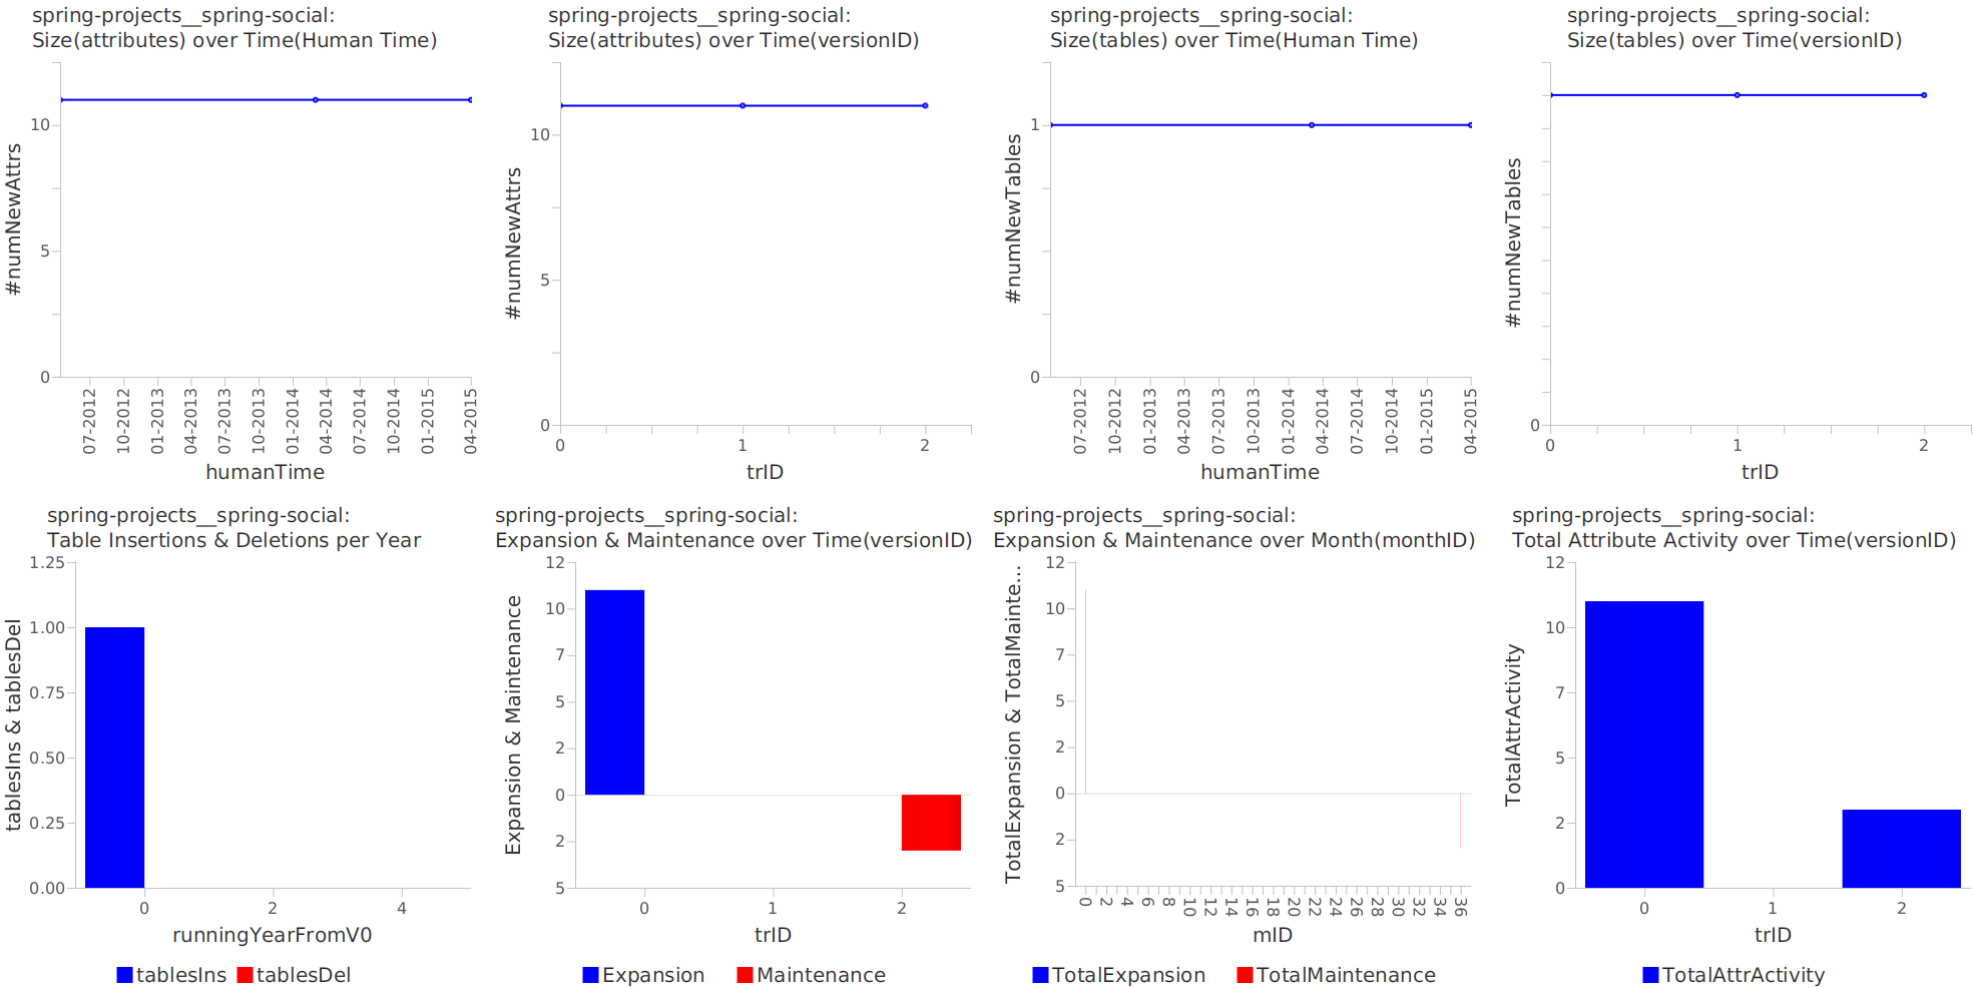 spring-projects__spring-social:
Size(attributes) over Time(Human Time)
#numNewAttrs
10
5
0
07-2012
10-2012
01-2013
04-2013
07-2013
10-2013
01-2014
04-2014
07-2014
10-2014
01-2015
04-2015
humanTime
spring-projects__spring-social:
Size(attributes) over Time(versionID)
#numNewAttrs
10
5
0
0
1
2
trID
spring-projects__spring-social:
Size(tables) over Time(Human Time)
#numNewTables
1
0
07-2012
10-2012
01-2013
04-2013
07-2013
10-2013
01-2014
04-2014
07-2014
10-2014
01-2015
04-2015
humanTime
spring-projects__spring-social:
Size(tables) over Time(versionID)
#numNewTables
0
0
1
2
trID
spring-projects__spring-social:
Table Insertions & Deletions per Year
tablesIns & tablesDel
1.25
1.00
0.75
0.50
0.25
0.00
0
2
4
runningYearFromV0
tablesIns
tablesDel
spring-projects__spring-social:
Expansion & Maintenance over Time(versionID)
Expansion & Maintenance
12
10
7
5
2
0
2
5
0
1
2
trID
Expansion
Maintenance
spring-projects__spring-social:
Expansion & Maintenance over Month(monthID)
TotalExpansion & TotalMainte...
12
10
7
5
2
0
2
5
0
2
4
6
8
10
12
14
16
18
20
22
24
26
28
30
32
34
36
mID
TotalExpansion
TotalMaintenance
spring-projects__spring-social:
Total Attribute Activity over Time(versionID)
TotalAttrActivity
12
10
7
5
2
0
0
1
2
trID
TotalAttrActivity